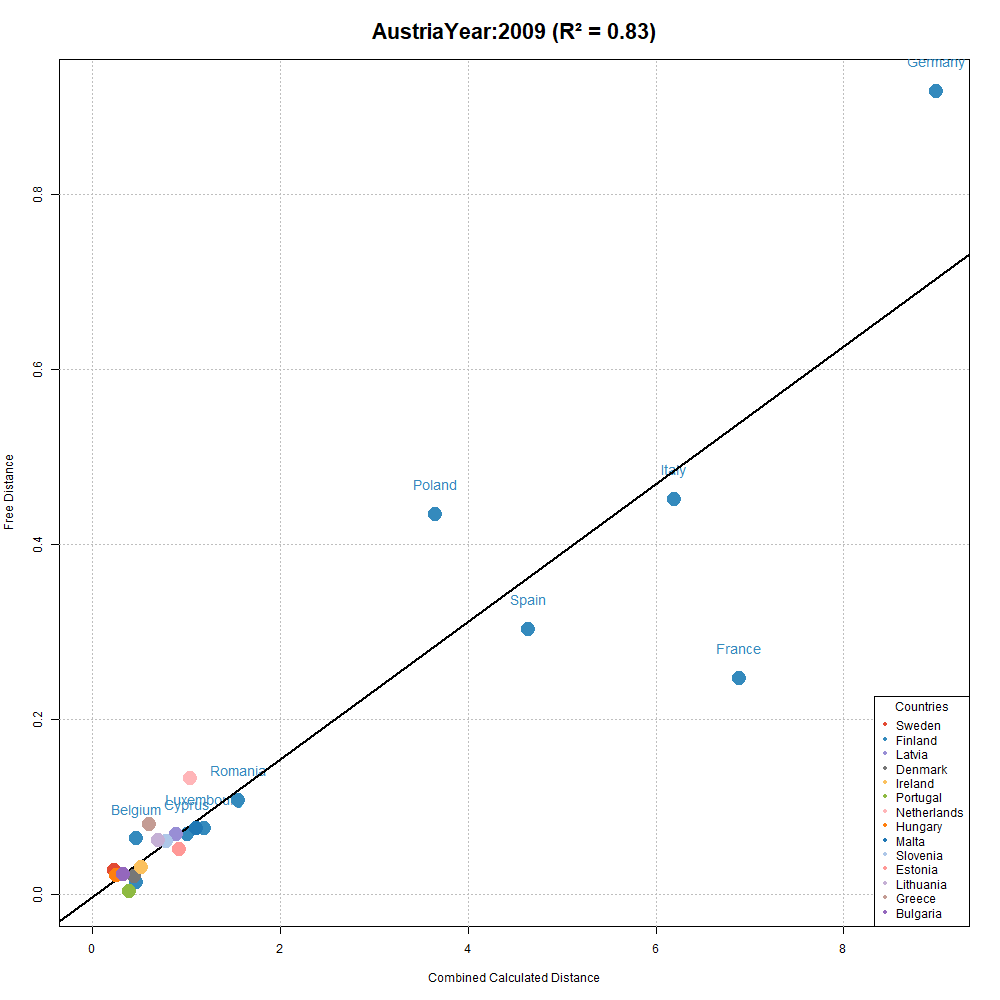 AustriaYear:2009 (R² = 0.83)
Germany
Italy
Poland
Spain
France
Romania
Luxembourg
Cyprus
Belgium
Free Distance
0.0
0.2
0.4
0.6
0.8
0
2
4
6
8
Combined Calculated Distance
Countries
Sweden
Finland
Latvia
Denmark
Ireland
Portugal
Netherlands
Hungary
Malta
Slovenia
Estonia
Lithuania
Greece
Bulgaria